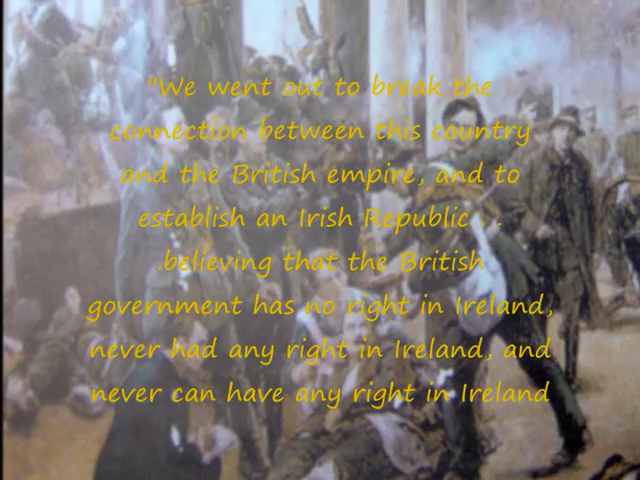 "We went out to break the
connection between this country
and the British empire, and to
establish an Irish Republic . .
.believing that the British
government has no right in Ireland,
never had any right in Ireland, and
never can have any right in Ireland